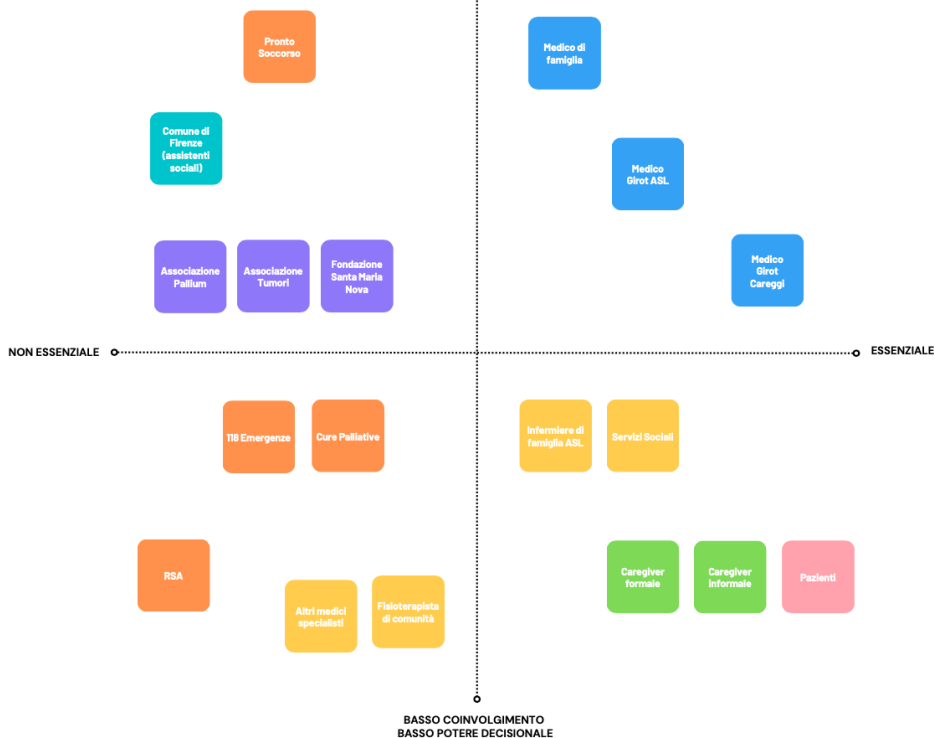 Pronto
Soccorso
Medico di
famiglia
Comune di
Firenze
(assistenti
sociali)
Medico
Girot ASL
Associazione
Pallium
Associazione
Tumori
Fondazione
Santa Maria
Nova
Medico
Girot
Careggi
NON ESSENZIALE
ESSENZIALE
118 Emergenze
Cure Palliative
Infermiere di
famiglia ASL
Servizi Sociali
RSA
Altri medici
specialisti
Fisioterapista
di comunità
Caregiver
formale
Caregiver
informale
Pazienti
BASSO COINVOLGIMENTO
BASSO POTERE DECISIONALE